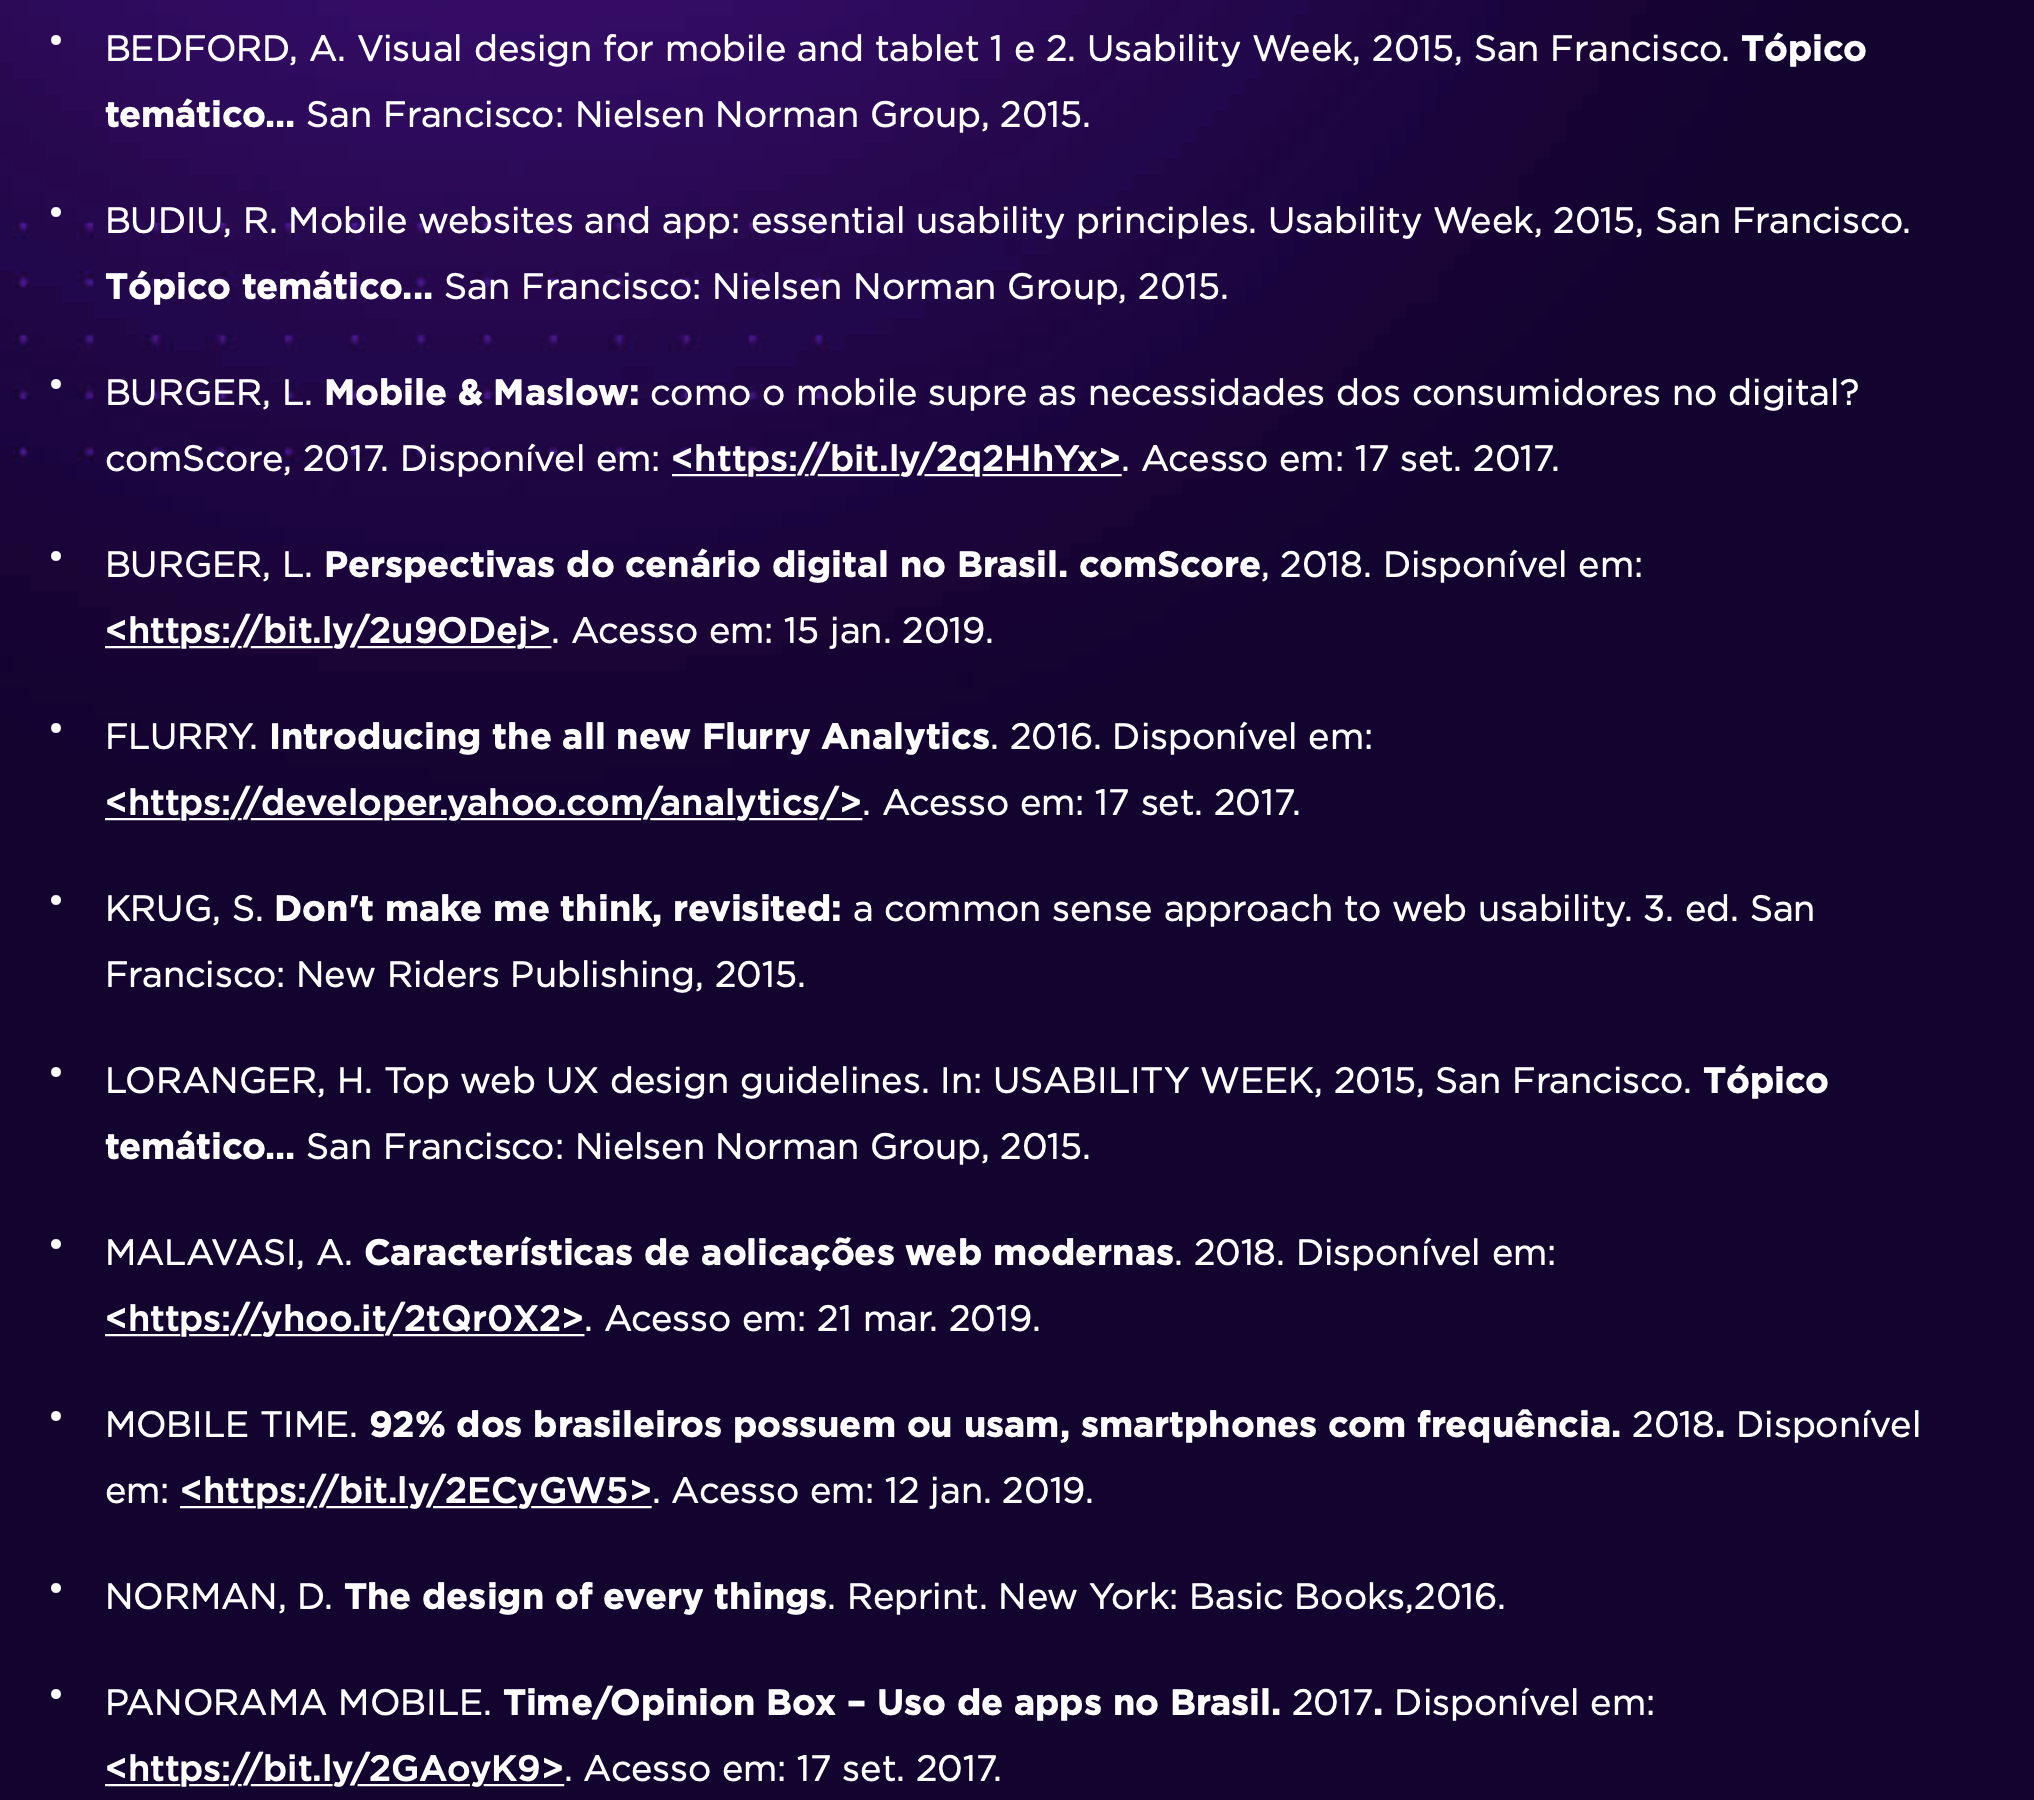 • BEDFORD, A. Visual design for mobile and tablet 1 e 2. Usability Week, 2015, San Francisco. Tópico
temático... San Francisco: Nielsen Norman Group, 2015.
• BUDIU, R. Mobile websites and app: essential usability principles. Usability Week, 2015, San Francisco.
Tópico temático... San Francisco: Nielsen Norman Group, 2015.
• BURGER, L. Mobile & Maslow: como o mobile supre as necessidades dos consumidores no digital?
comScore, 2017. Disponível em: <https://bit.ly/2q2HhYx>. Acesso em: 17 set. 2017.
• BURGER, L. Perspectivas do cenário digital no Brasil. comScore, 2018. Disponível em:
<https://bit.ly/2u9ODej>. Acesso em: 15 jan. 2019.
• FLURRY. Introducing the all new Flurry Analytics. 2016. Disponível em:
<https://developer.yahoo.com/analytics/>. Acesso em: 17 set. 2017.
• KRUG, S. Don't make me think, revisited: a common sense approach to web usability. 3. ed. San
Francisco: New Riders Publishing, 2015.
• LORANGER, H. Top web UX design guidelines. In: USABILITY WEEK, 2015, San Francisco. Tópico
temático... San Francisco: Nielsen Norman Group, 2015.
• MALAVASI, A. Características de aolicações web modernas. 2018. Disponível em:
<https://yhoo.it/2tQr0X2>. Acesso em: 21 mar. 2019.
• MOBILE TIME. 92% dos brasileiros possuem ou usam, smartphones com frequência. 2018. Disponível
em: <https://bit.ly/2ECyGW5>. Acesso em: 12 jan. 2019.
• NORMAN, D. The design of every things. Reprint. New York: Basic Books,2016.
• PANORAMA MOBILE. Time/Opinion Box – Uso de apps no Brasil. 2017. Disponível em:
<https://bit.ly/2GAoyK9>. Acesso em: 17 set. 2017.